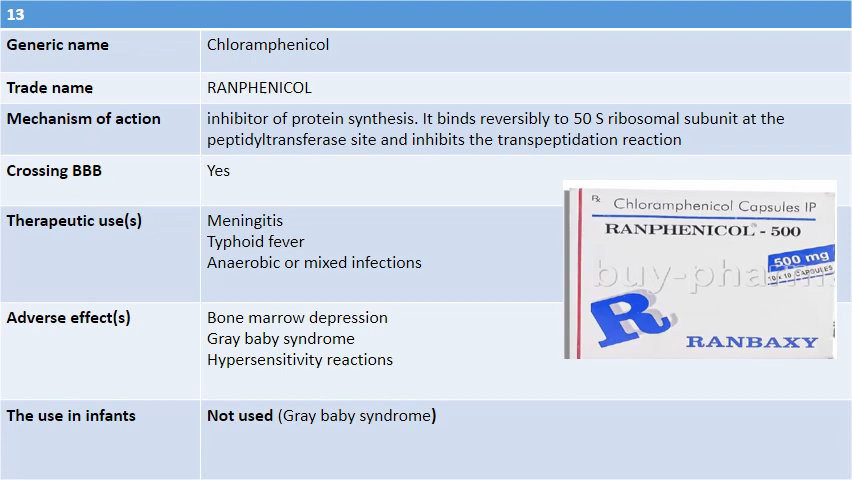 13
Generic name
Chloramphenicol
Trade name
RANPHENICOL
Mechanism of action
inhibitor of protein synthesis. It binds reversibly to 50 S ribosomal subunit at the
peptidyltransferase site and inhibits the transpeptidation reaction
Crossing BBB
Yes
Therapeutic use(s)
Meningitis
Typhoid fever
Anaerobic or mixed infections
Adverse effect(s)
Bone marrow depression
Gray baby syndrome
Hypersensitivity reactions
The use in infants
Not used (Gray baby syndrome)
Rx
Chloramphenicol Capsules IP
RANPHENICOL - 500
500 mg
10 x 10 CAPSULES
buy-pharma
RANBAXY